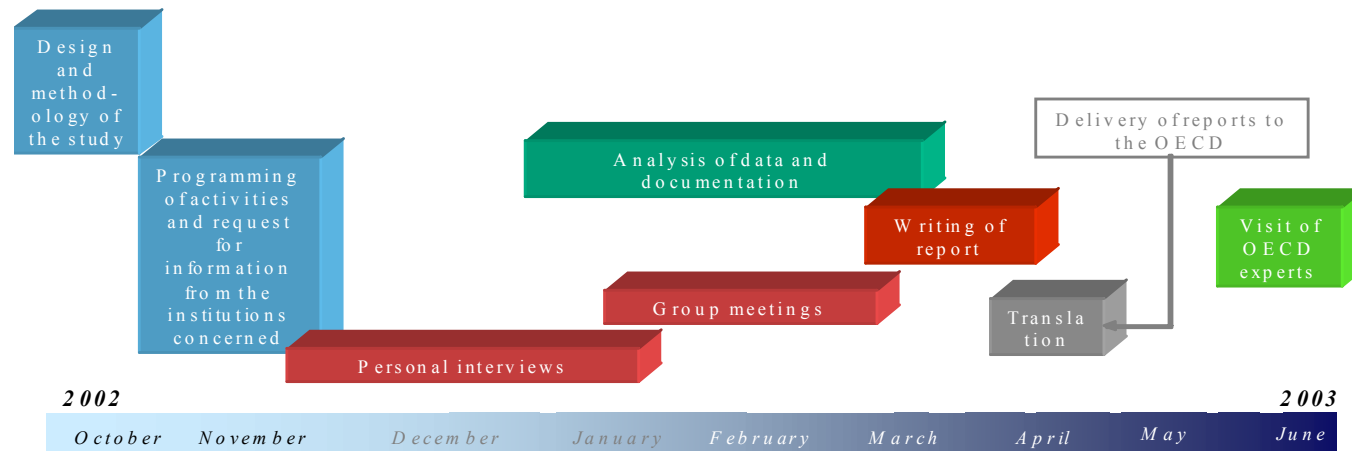 Design
and
method-
ology of
the study
Programming
of activities
and request
for
information
from the
institutions
concerned
Analysis of data and
documentation
Delivery of reports to
the OECD
Writing of
report
Visit of
OECD
experts
Group meetings
Transla
tion
Personal interviews
2002
2003
October November December January February March April May June